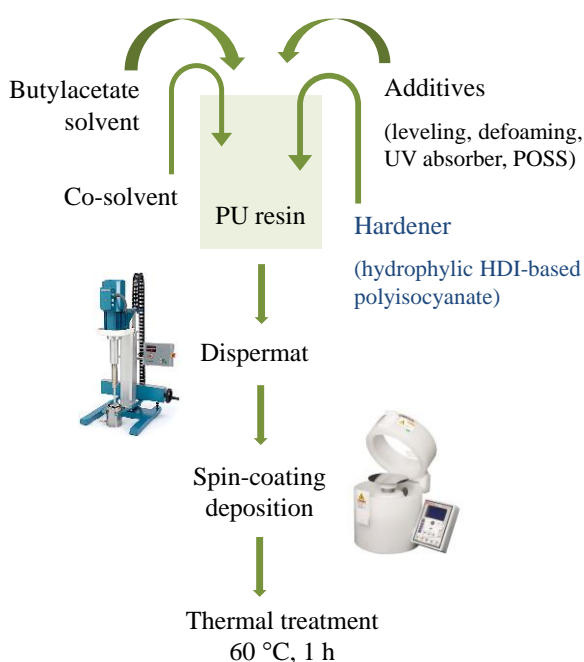 Butylacetate
solvent
Additives
(leveling, defoaming,
UV absorber, POSS)
Co-solvent
PU resin
Hardener
(hydrophylic HDI-based
polyisocyanate)
Dispermat
Spin-coating
deposition
Thermal treatment
60 °C, 1 h